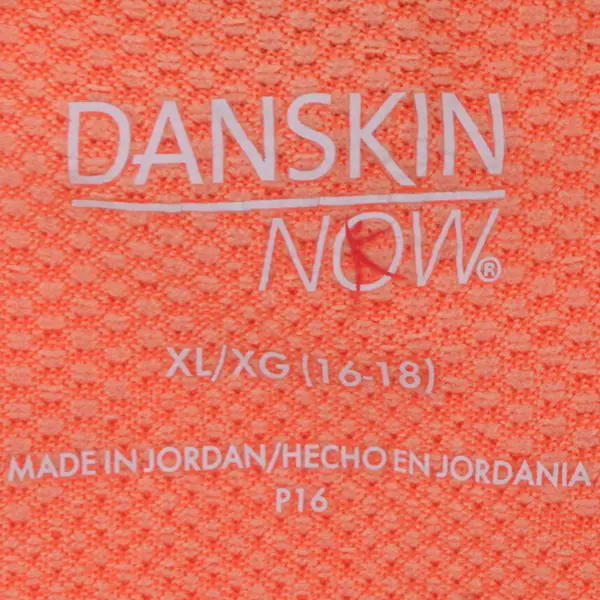 DANSKIN
NOW®
XL/XG (16-18)
MADE IN JORDAN/HECHO EN JORDANIA
P16